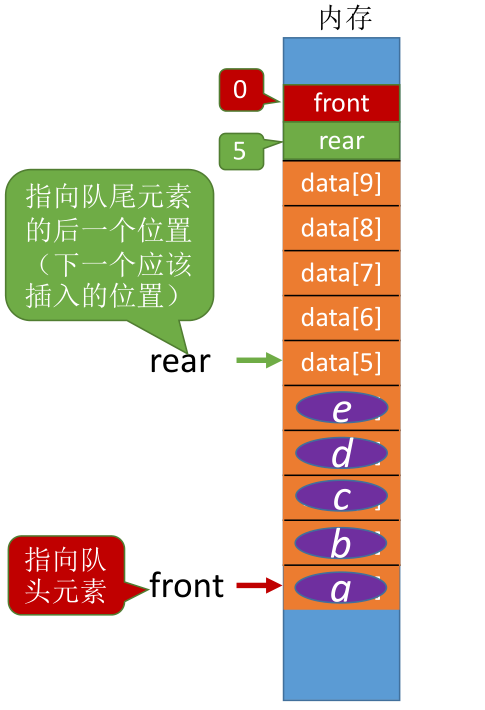 内存
0
front
5
rear
指向队尾元素
的后一个位置
（下一个应该
插入的位置）
data[9]
data[8]
data[7]
data[6]
rear
data[5]
e
d
c
b
指向队
头元素
front
a